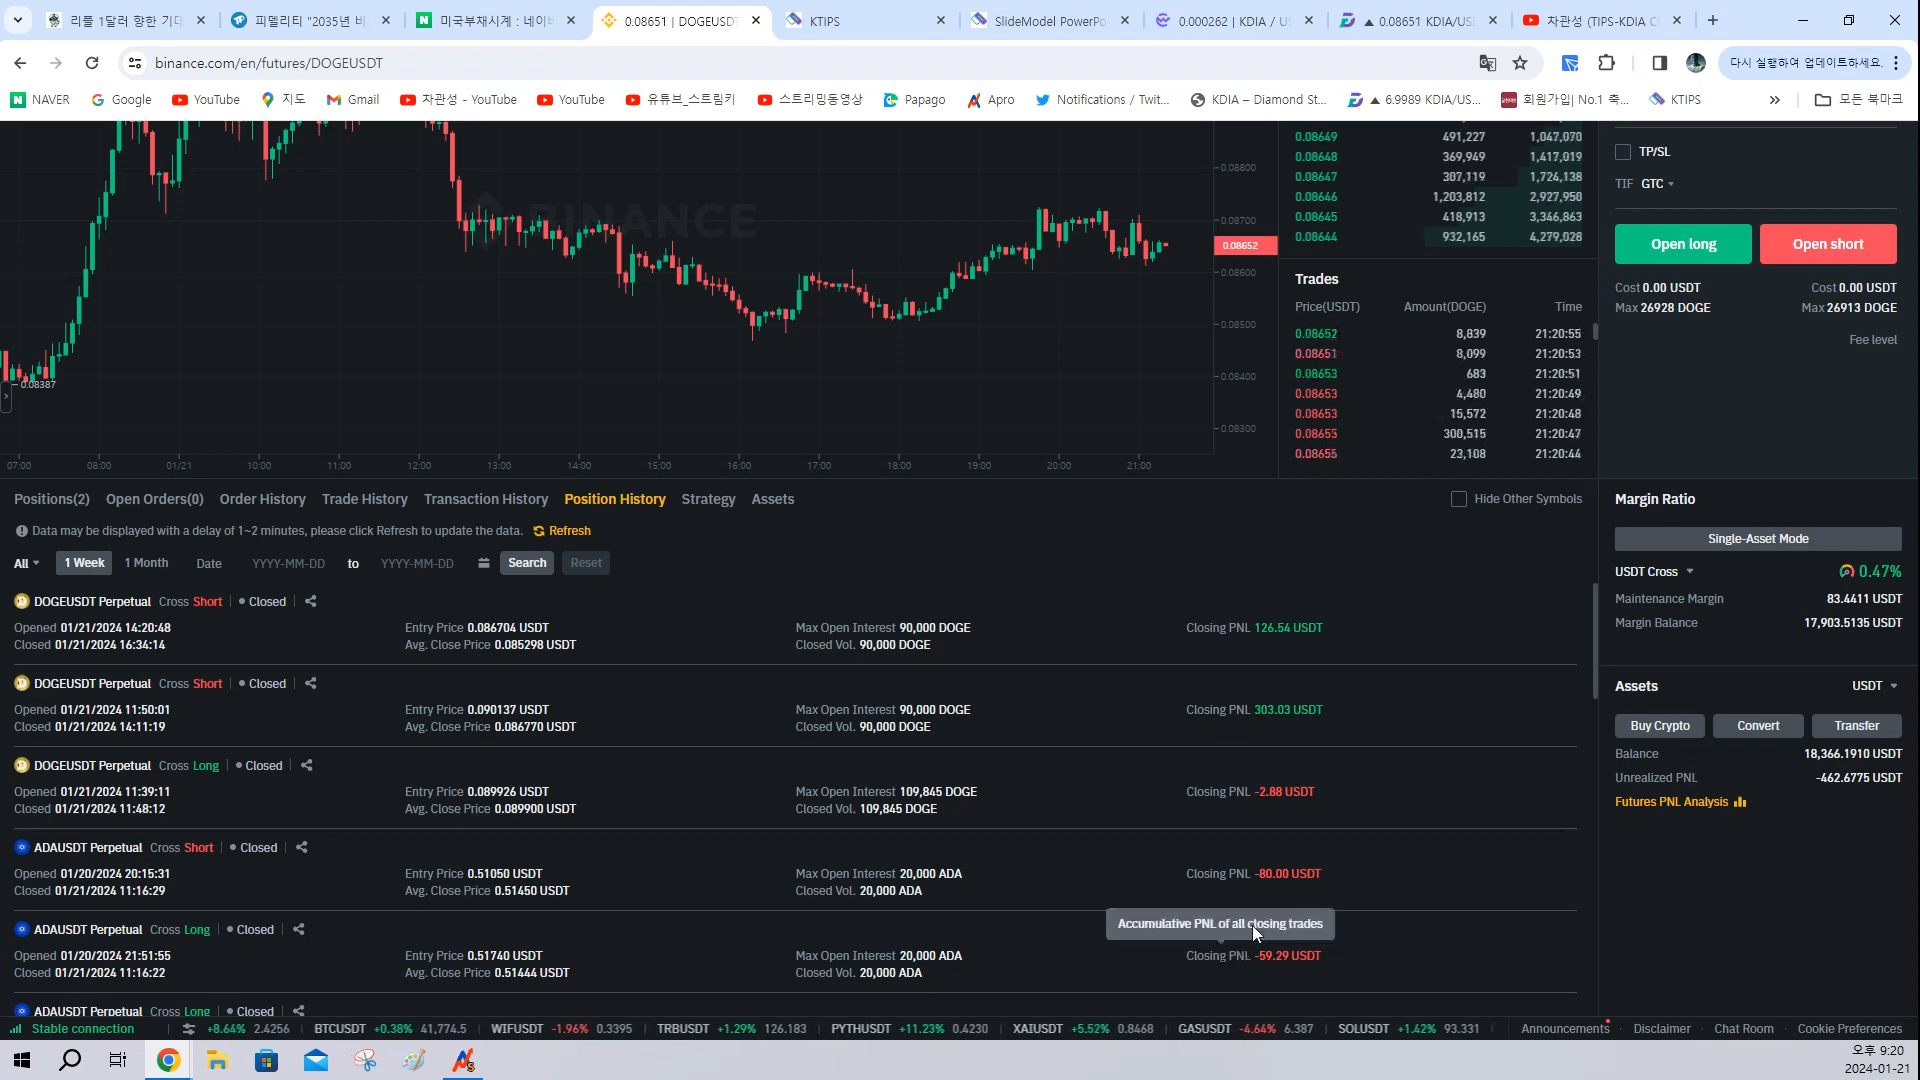 리플 1달러 향한 기대
피델리티 "2035년 비
미국부채시계 : 네이버
0.08651 | DOGEUSDT
KTIPS
SlideModel PowerPo
0.000262 | KDIA / US
▲ 0.08651 KDIA/USD
차관성 (TIPS-KDIA C
binance.com/en/futures/DOGEUSDT
다시 실행하여 업데이트하세요.
NAVER
Google
YouTube
지도
Gmail
차관성 - YouTube
YouTube
유튜브_스트림키
스트리밍동영상
Papago
Apro
Notifications / Twit...
KDIA – Diamond St...
▲ 6.9989 KDIA/US...
회원가입| No.1 축...
KTIPS
모든 북마크
BINANCE
0.08800
0.08700
0.08652
0.08600
0.08500
0.08400
0.08300
0.08387
07:00 08:00 01/21 10:00 11:00 12:00 13:00 14:00 15:00 16:00 17:00 18:00 19:00 20:00 21:00
0.08649 491,227 1,047,070
0.08648 369,949 1,417,019
0.08647 307,119 1,724,138
0.08646 1,203,812 2,927,950
0.08645 418,913 3,346,863
0.08644 932,165 4,279,028
Trades
Price(USDT) Amount(DOGE) Time
0.08652 8,839 21:20:55
0.08651 8,099 21:20:53
0.08653 683 21:20:51
0.08653 4,480 21:20:49
0.08653 15,572 21:20:48
0.08653 300,515 21:20:47
0.08655 23,108 21:20:44
TP/SL
TIF GTC
Open long
Open short
Cost 0.00 USDT Cost 0.00 USDT
Max 26928 DOGE Max 26913 DOGE
Fee level
Positions(2) Open Orders(0) Order History Trade History Transaction History Position History Strategy Assets
Hide Other Symbols
Data may be displayed with a delay of 1~2 minutes, please click Refresh to update the data. Refresh
All 1 Week 1 Month Date YYYY-MM-DD to YYYY-MM-DD Search Reset
DOGEUSDT Perpetual Cross Short Closed
Opened 01/21/2024 14:20:48 Entry Price 0.086704 USDT Max Open Interest 90,000 DOGE Closing PNL 126.54 USDT
Closed 01/21/2024 16:34:14 Avg. Close Price 0.085298 USDT Closed Vol. 90,000 DOGE
DOGEUSDT Perpetual Cross Short Closed
Opened 01/21/2024 11:50:01 Entry Price 0.090137 USDT Max Open Interest 90,000 DOGE Closing PNL 303.03 USDT
Closed 01/21/2024 14:11:19 Avg. Close Price 0.086770 USDT Closed Vol. 90,000 DOGE
DOGEUSDT Perpetual Cross Long Closed
Opened 01/21/2024 11:39:11 Entry Price 0.089926 USDT Max Open Interest 109,845 DOGE Closing PNL -2.88 USDT
Closed 01/21/2024 11:48:12 Avg. Close Price 0.089900 USDT Closed Vol. 109,845 DOGE
ADAUSDT Perpetual Cross Short Closed
Opened 01/20/2024 20:15:31 Entry Price 0.51050 USDT Max Open Interest 20,000 ADA Closing PNL -80.00 USDT
Closed 01/21/2024 11:16:29 Avg. Close Price 0.51450 USDT Closed Vol. 20,000 ADA
Accumulative PNL of all closing trades
ADAUSDT Perpetual Cross Long Closed
Opened 01/20/2024 21:51:55 Entry Price 0.51740 USDT Max Open Interest 20,000 ADA Closing PNL -59.29 USDT
Closed 01/21/2024 11:16:22 Avg. Close Price 0.51444 USDT Closed Vol. 20,000 ADA
ADAUSDT Perpetual Cross Long Closed
Margin Ratio
Single-Asset Mode
USDT Cross 0.47%
Maintenance Margin 83.4411 USDT
Margin Balance 17,903.5135 USDT
Assets USDT
Buy Crypto Convert Transfer
Balance 18,366.1910 USDT
Unrealized PNL -462.6775 USDT
Futures PNL Analysis
Stable connection +8.64% 2.4256 BTCUSDT +0.38% 41,774.5 WIFUSDT -1.96% 0.3395 TRBUSDT +1.29% 126.183 PYTHUSDT +11.23% 0.4230 XAIUSDT +5.52% 0.8468 GASUSDT -4.64% 6.387 SOLUSDT +1.42% 93.331 Announcements Disclaimer Chat Room Cookie Preferences
오후 9:20
2024-01-21